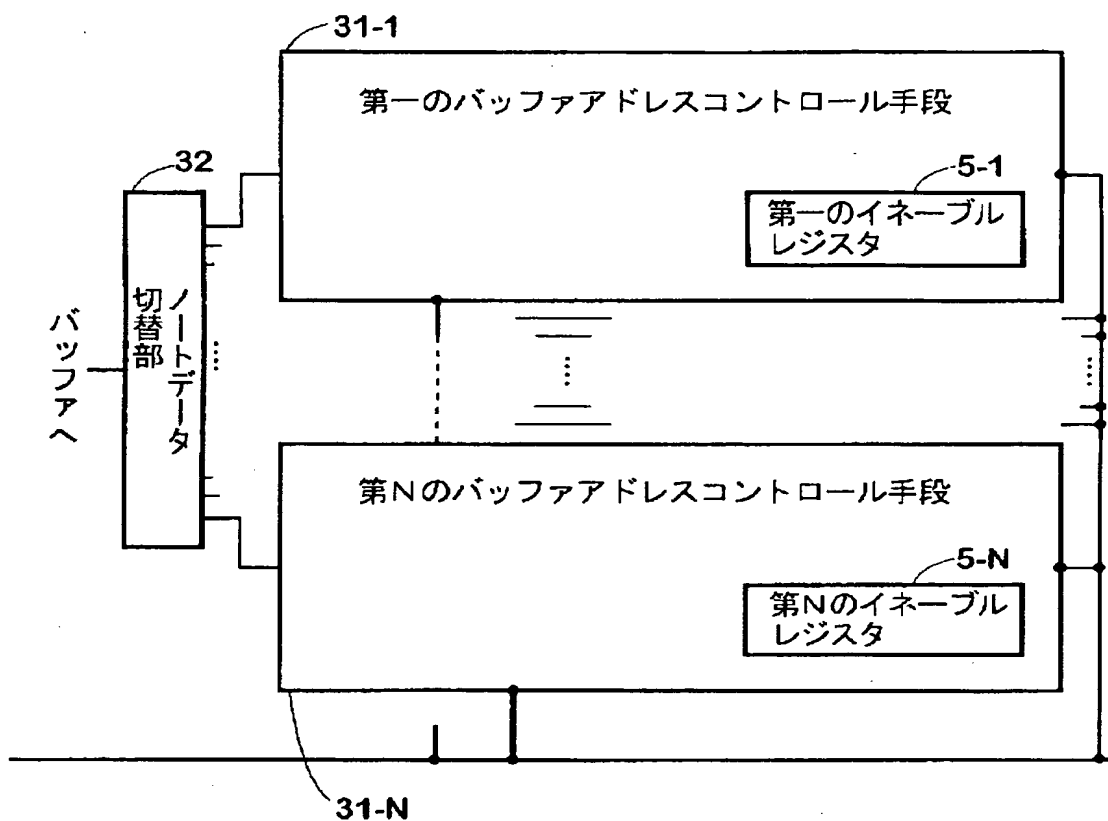 31-1
第一のバッファアドレスコントロール手段
32
5-1
第一のイネーブル
レジスタ
ノートデータ
切替部
バッファへ
第Nのバッファアドレスコントロール手段
5-N
第Nのイネーブル
レジスタ
31-N